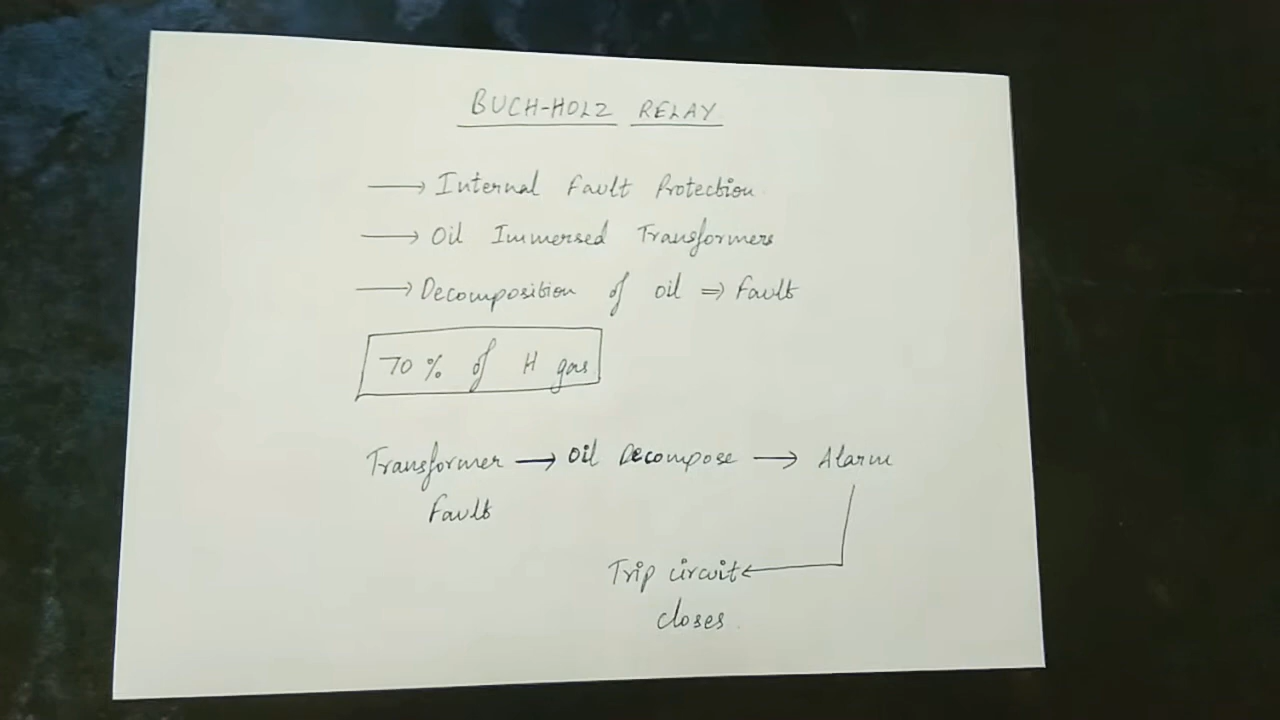 BUCH-HOLZ RELAY
→ Internal Fault Protection
→ Oil Immersed Transformers
→ Decomposition of oil ⇒ Fault
70% of H gas
Transformer → Oil Decompose → Alarm
Fault
Trip circuit
closes